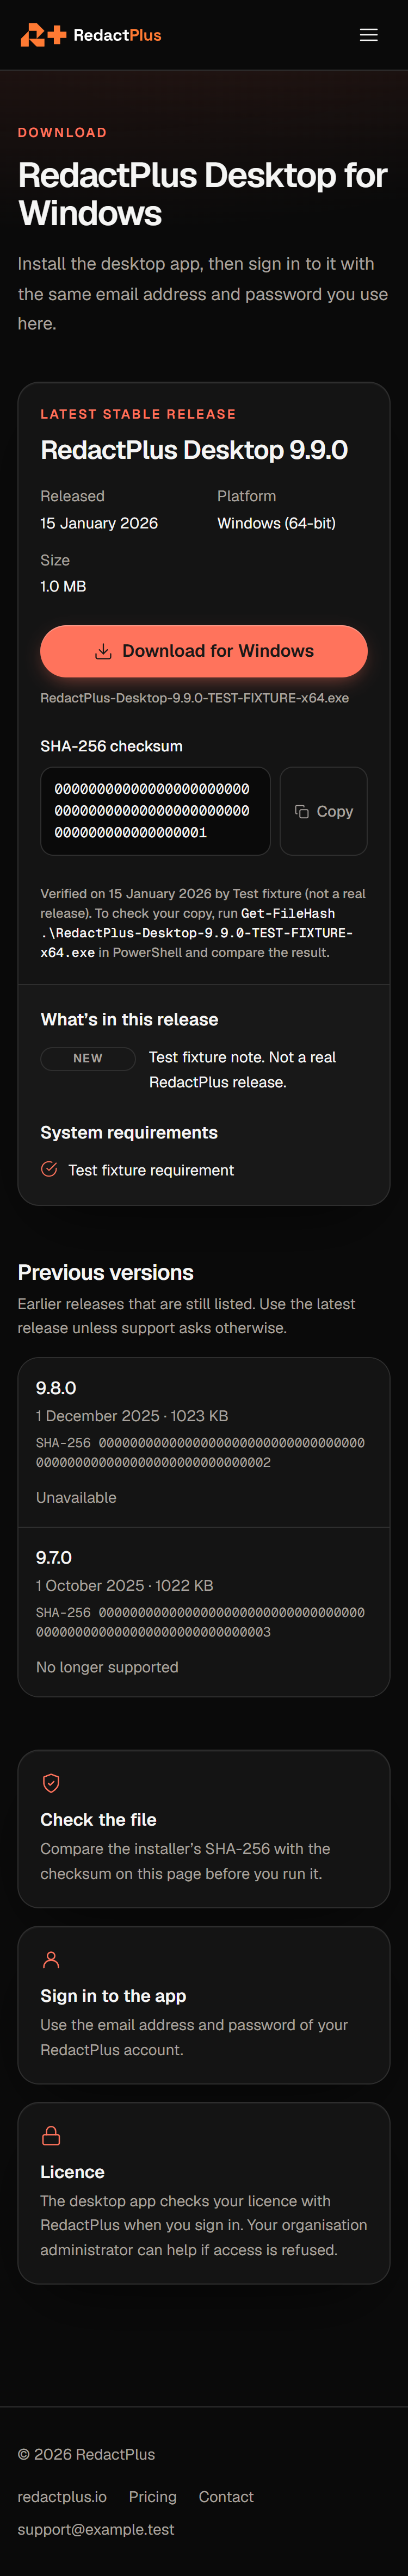 RedactPlus
DOWNLOAD
RedactPlus Desktop for
Windows
Install the desktop app, then sign in to it with
the same email address and password you use
here.
LATEST STABLE RELEASE
RedactPlus Desktop 9.9.0
Released
Platform
15 January 2026
Windows (64-bit)
Size
1.0 MB
Download for Windows
RedactPlus-Desktop-9.9.0-TEST-FIXTURE-x64.exe
SHA-256 checksum
0000000000000000000000
0000000000000000000000
00000000000000000001
Copy
Verified on 15 January 2026 by Test fixture (not a real
release). To check your copy, run Get-FileHash
.\RedactPlus-Desktop-9.9.0-TEST-FIXTURE-
x64.exe in PowerShell and compare the result.
What's in this release
NEW
Test fixture note. Not a real
RedactPlus release.
System requirements
Test fixture requirement
Previous versions
Earlier releases that are still listed. Use the latest
release unless support asks otherwise.
9.8.0
1 December 2025 · 1023 KB
SHA-256 0000000000000000000000000000000000
000000000000000000000000000002
Unavailable
9.7.0
1 October 2025 · 1022 KB
SHA-256 0000000000000000000000000000000000
000000000000000000000000000003
No longer supported
Check the file
Compare the installer's SHA-256 with the
checksum on this page before you run it.
Sign in to the app
Use the email address and password of your
RedactPlus account.
Licence
The desktop app checks your licence with
RedactPlus when you sign in. Your organisation
administrator can help if access is refused.
© 2026 RedactPlus
redactplus.io Pricing Contact
support@example.test